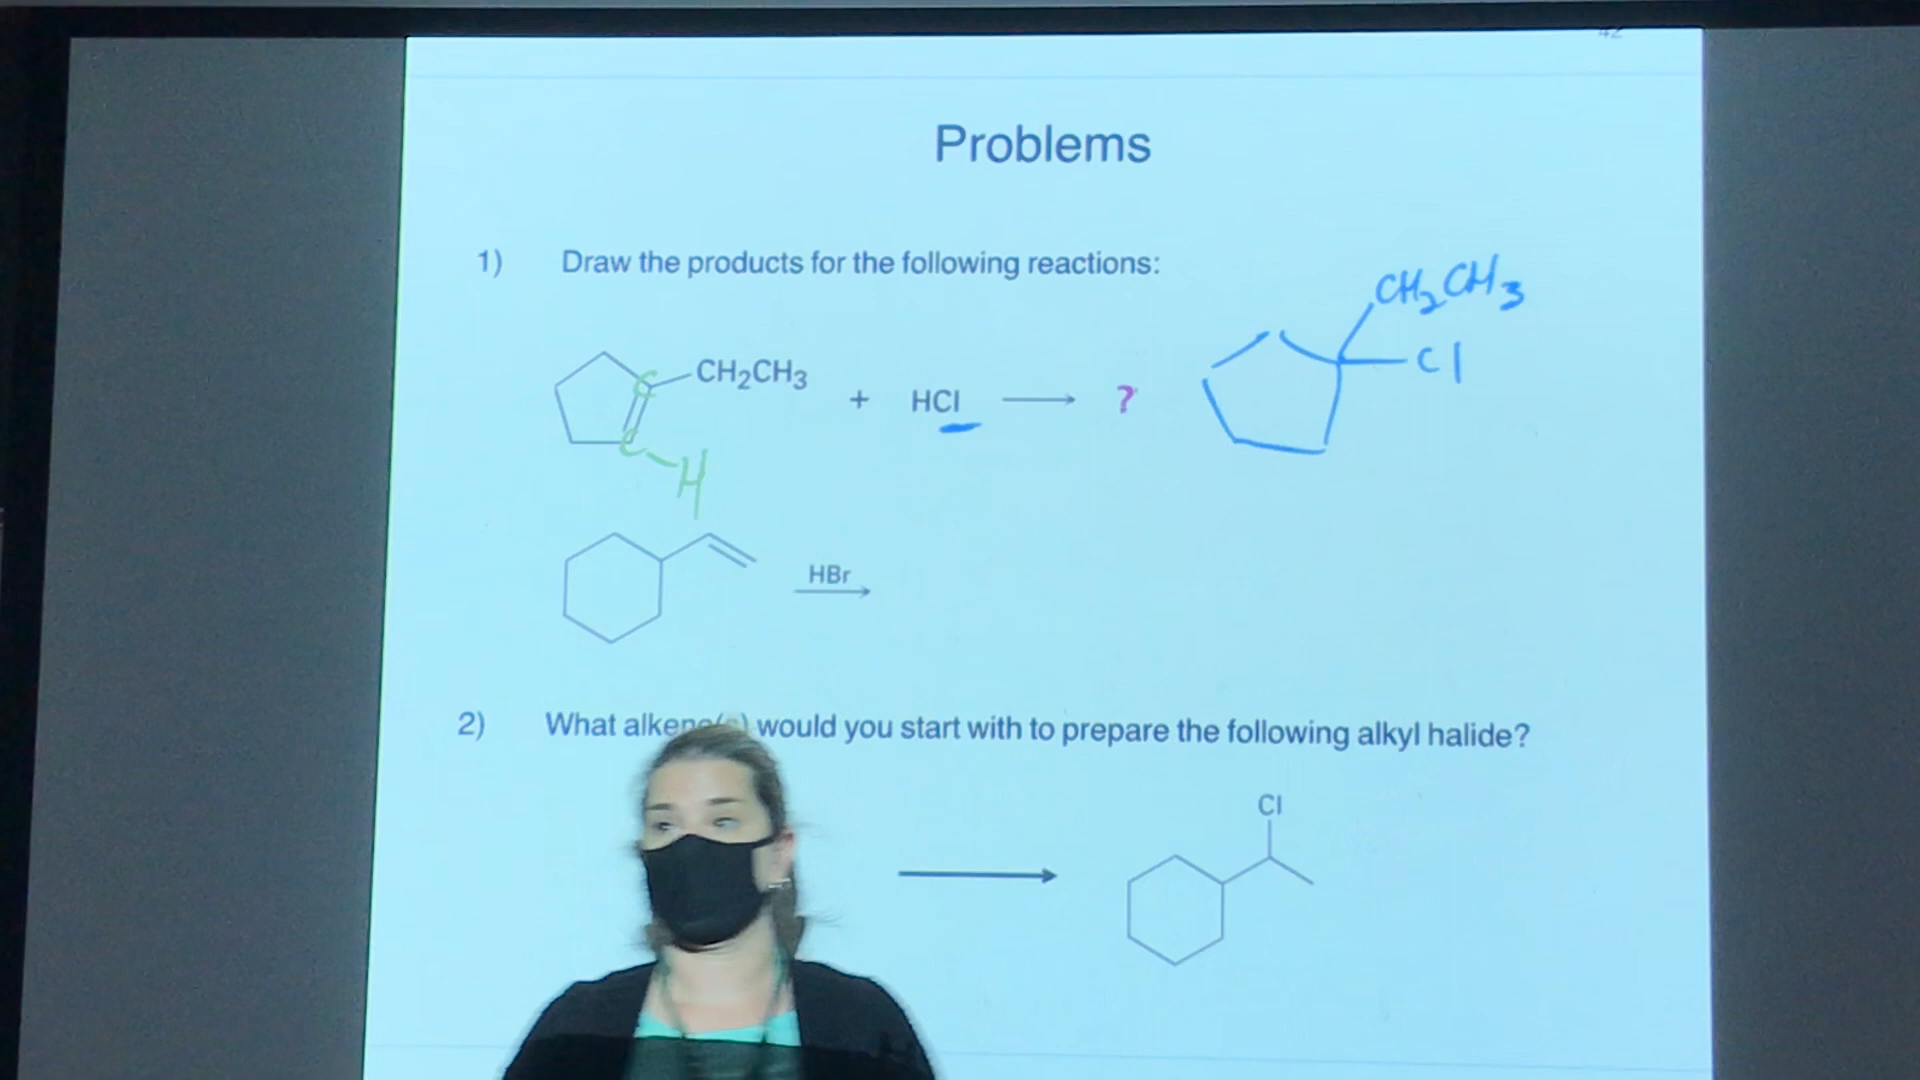 42
Problems
1) Draw the products for the following reactions:
CH₂CH₃ + HCl ⟶ ?
C
C-H
CH₂CH₃
Cl
HBr
2) What would you start with to prepare the following alkyl halide?
Cl